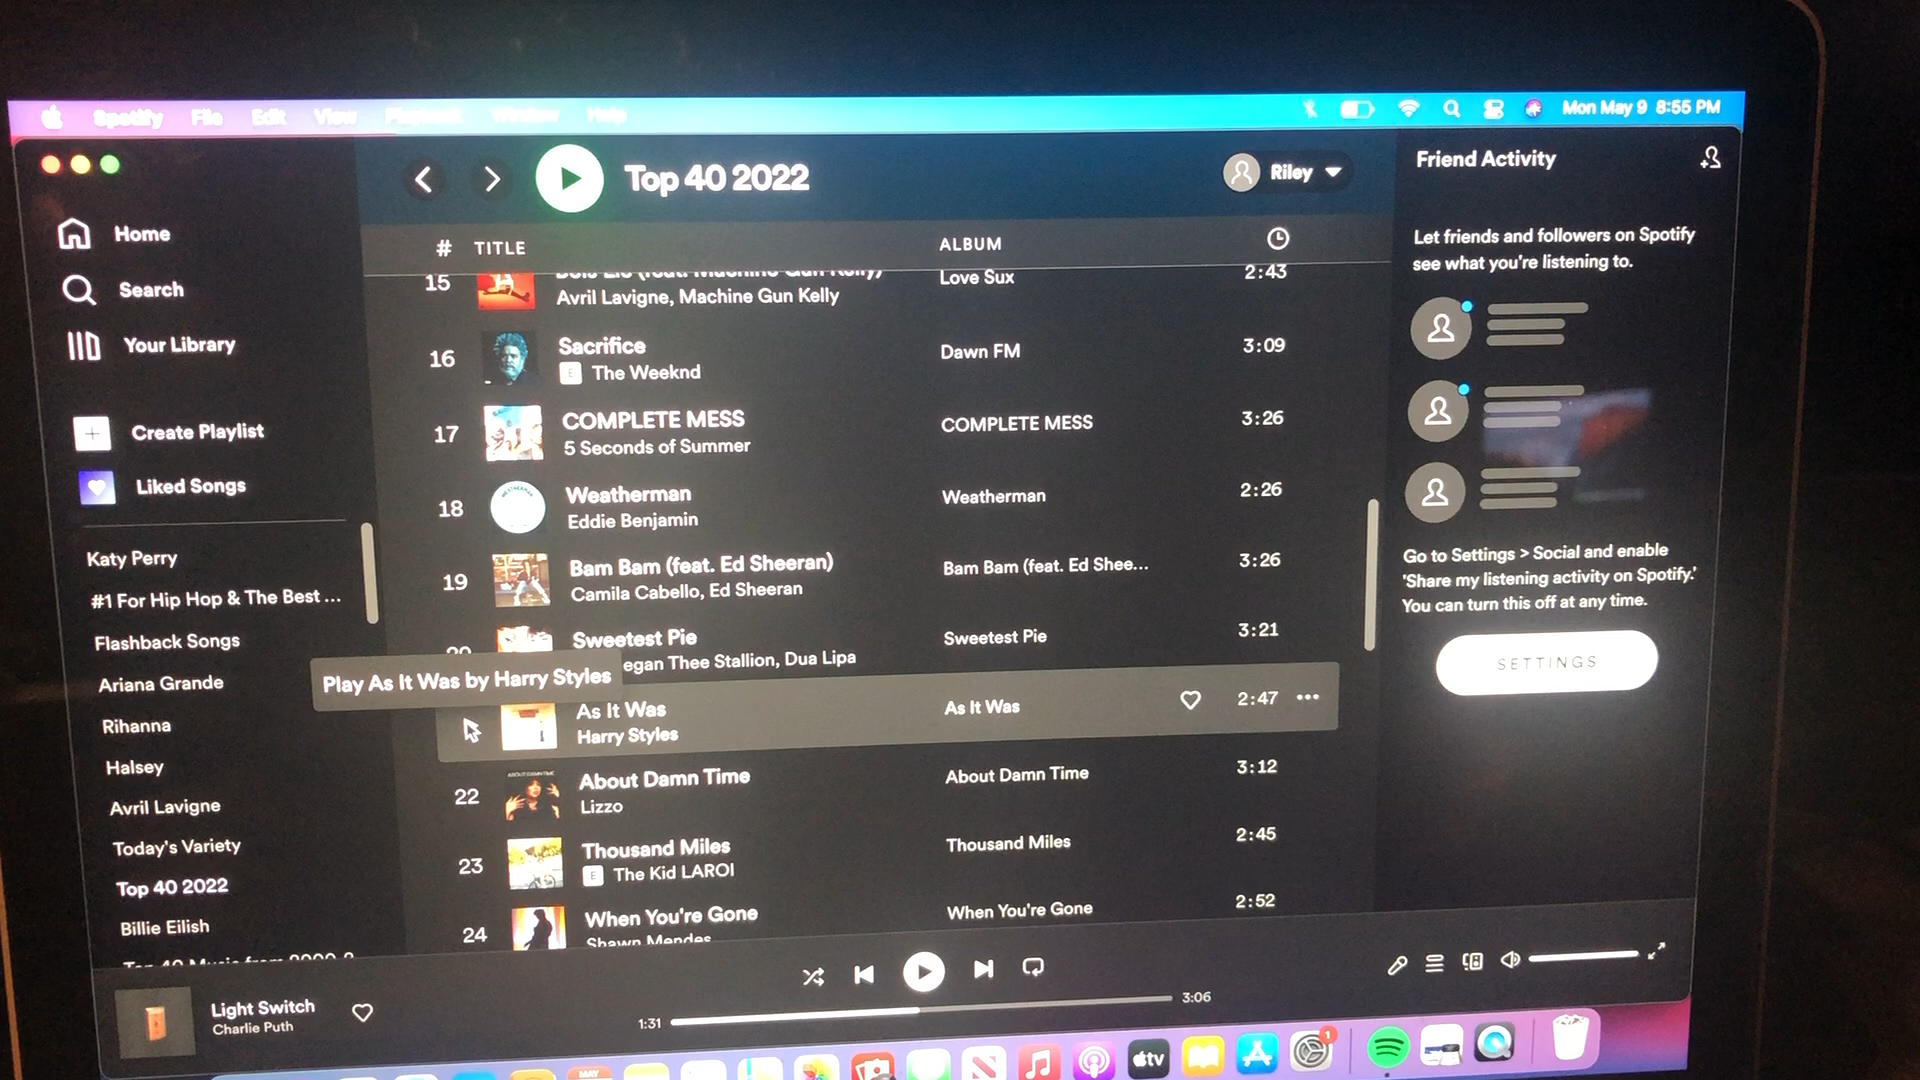 Spotify File Edit View Playback Window Help
Mon May 9 8:55 PM
Top 40 2022
Riley
Home
Search
Your Library
Create Playlist
Liked Songs
Katy Perry
#1 For Hip Hop & The Best ...
Flashback Songs
Ariana Grande
Rihanna
Halsey
Avril Lavigne
Today's Variety
Top 40 2022
Billie Eilish
# TITLE ALBUM
15 Love Sux 2:43
Avril Lavigne, Machine Gun Kelly
16 Sacrifice Dawn FM 3:09
E The Weeknd
17 COMPLETE MESS COMPLETE MESS 3:26
5 Seconds of Summer
18 Weatherman Weatherman 2:26
Eddie Benjamin
19 Bam Bam (feat. Ed Sheeran) Bam Bam (feat. Ed Shee... 3:26
Camila Cabello, Ed Sheeran
20 Sweetest Pie Sweetest Pie 3:21
egan Thee Stallion, Dua Lipa
Play As It Was by Harry Styles
As It Was As It Was 2:47
Harry Styles
22 About Damn Time About Damn Time 3:12
Lizzo
23 Thousand Miles Thousand Miles 2:45
E The Kid LAROI
24 When You're Gone When You're Gone 2:52
Shawn Mendes
Friend Activity
Let friends and followers on Spotify
see what you're listening to.
Go to Settings > Social and enable
'Share my listening activity on Spotify.'
You can turn this off at any time.
SETTINGS
Light Switch
Charlie Puth
1:31
3:06
MAY
tv
1